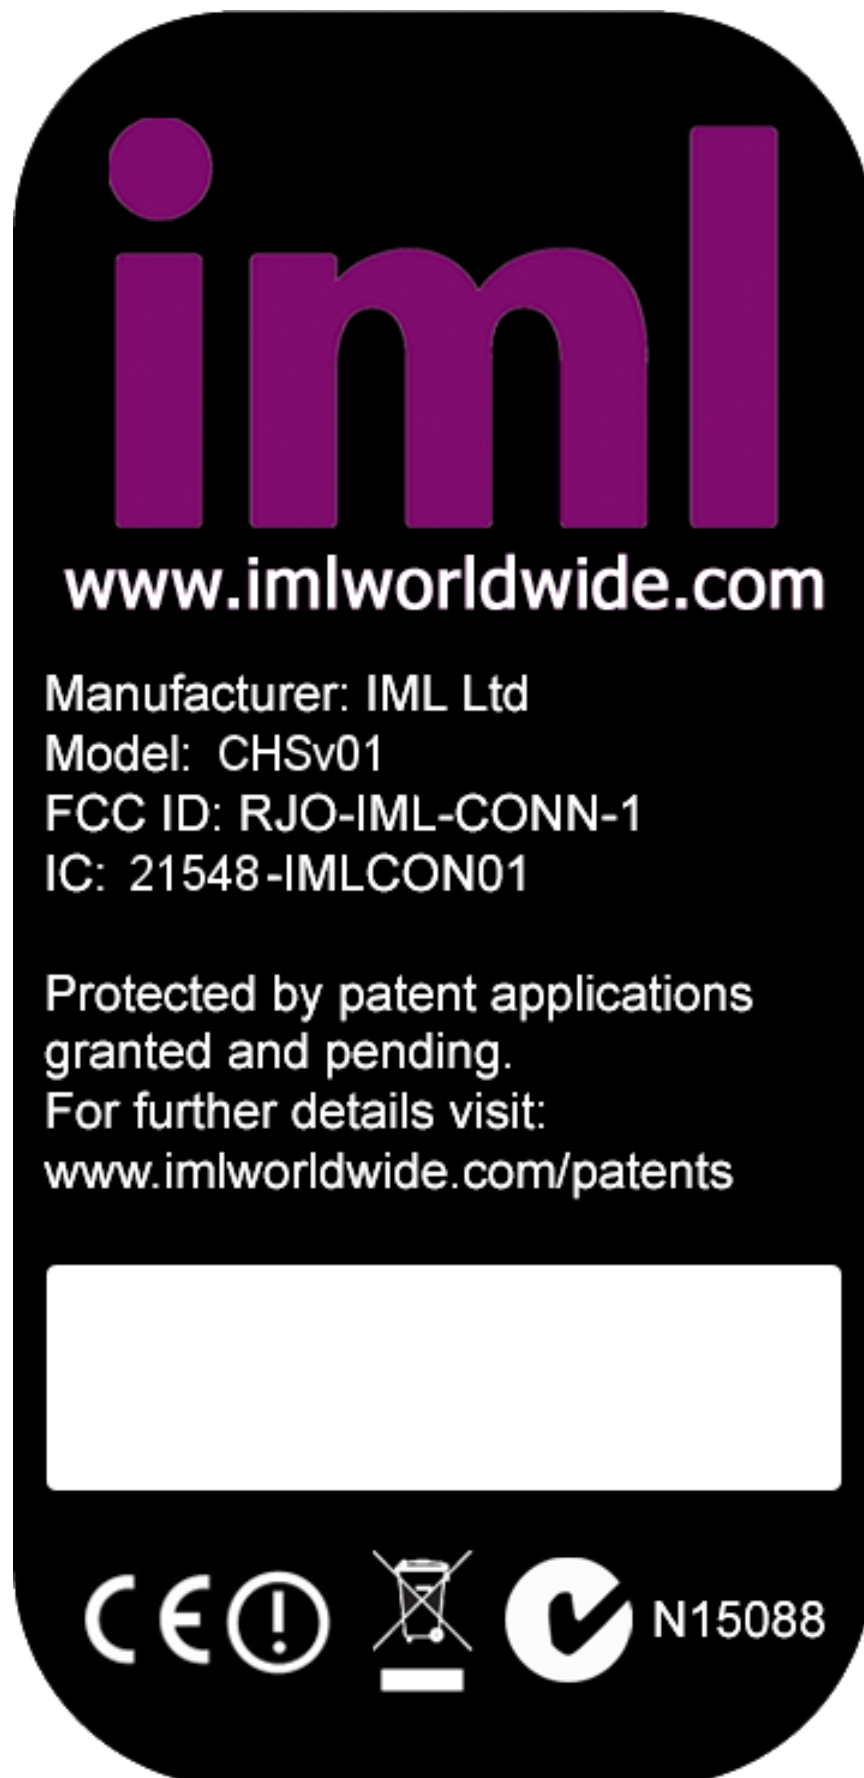 iml
www.imlworldwide.com
Manufacturer: IML Ltd
Model: CHSv01
FCC ID: RJO-IML-CONN-1
IC: 21548-IMLCON01
Protected by patent applications
granted and pending.
For further details visit:
www.imlworldwide.com/patents
CE N15088